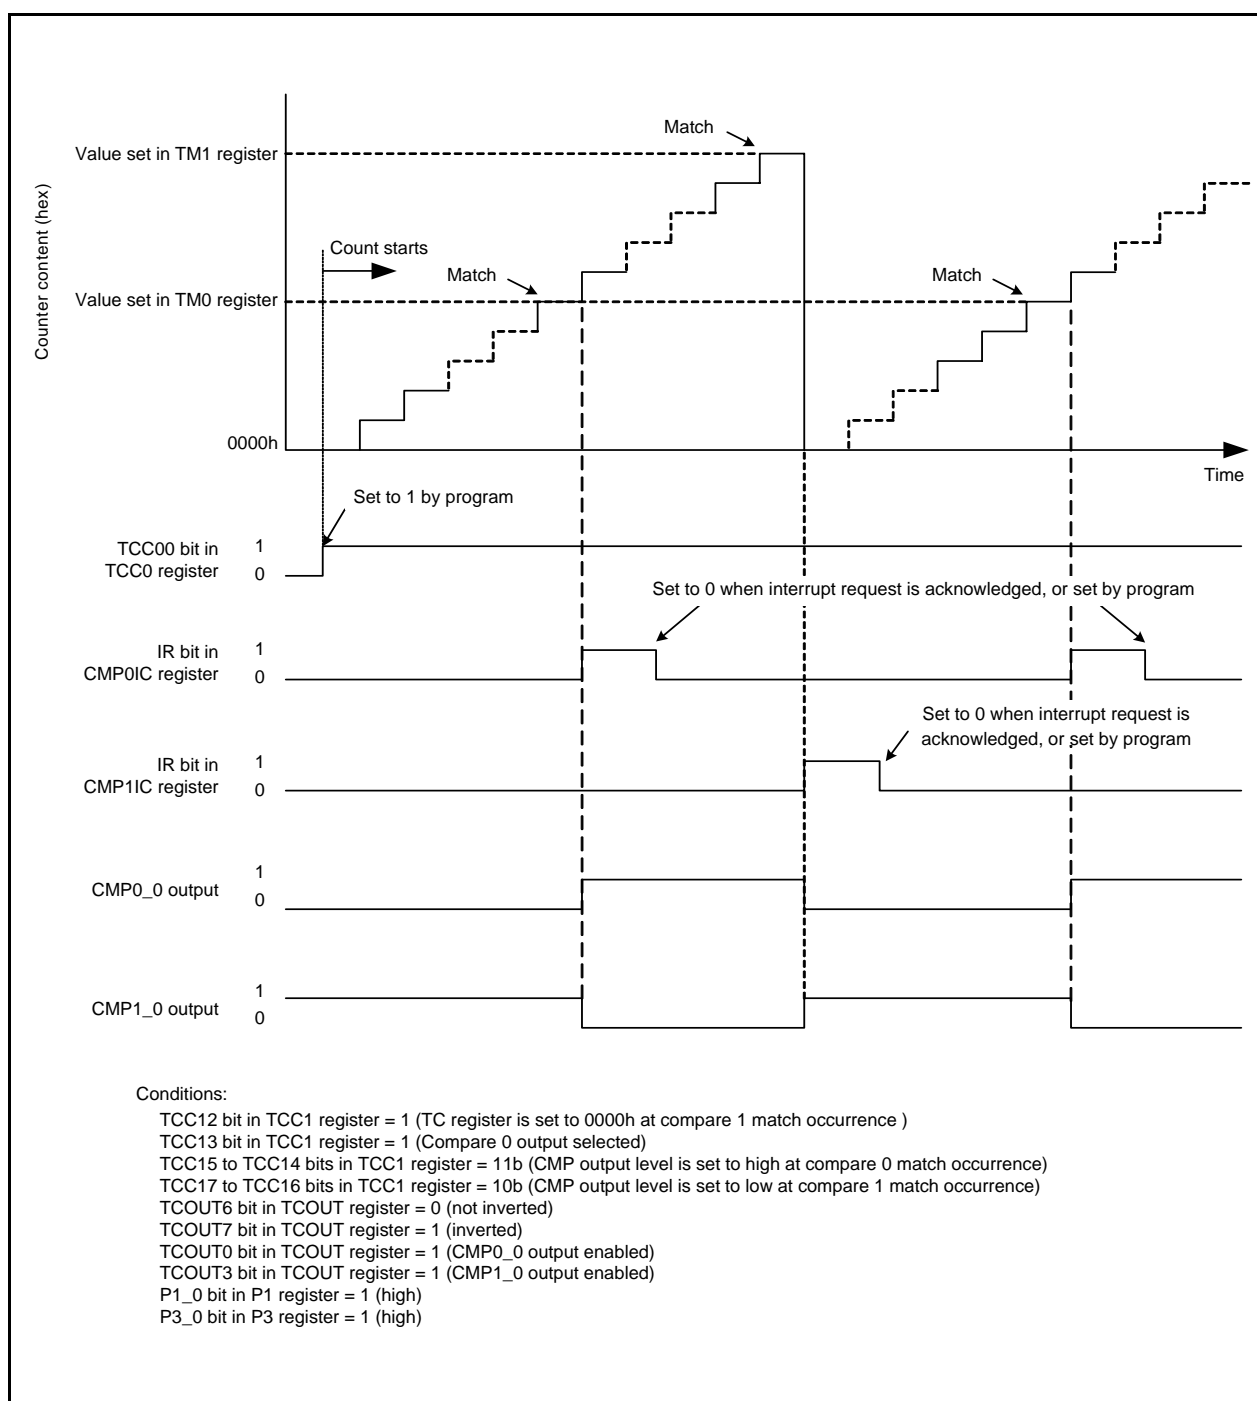 Match
Value set in TM1 register
Counter content (hex)
Count starts
Match
Match
Value set in TM0 register
0000h
Time
Set to 1 by program
TCC00 bit in
TCC0 register
1
0
Set to 0 when interrupt request is acknowledged, or set by program
IR bit in
CMP0IC register
1
0
Set to 0 when interrupt request is
acknowledged, or set by program
IR bit in
CMP1IC register
1
0
CMP0_0 output
1
0
CMP1_0 output
1
0
Conditions:
TCC12 bit in TCC1 register = 1 (TC register is set to 0000h at compare 1 match occurrence )
TCC13 bit in TCC1 register = 1 (Compare 0 output selected)
TCC15 to TCC14 bits in TCC1 register = 11b (CMP output level is set to high at compare 0 match occurrence)
TCC17 to TCC16 bits in TCC1 register = 10b (CMP output level is set to low at compare 1 match occurrence)
TCOUT6 bit in TCOUT register = 0 (not inverted)
TCOUT7 bit in TCOUT register = 1 (inverted)
TCOUT0 bit in TCOUT register = 1 (CMP0_0 output enabled)
TCOUT3 bit in TCOUT register = 1 (CMP1_0 output enabled)
P1_0 bit in P1 register = 1 (high)
P3_0 bit in P3 register = 1 (high)